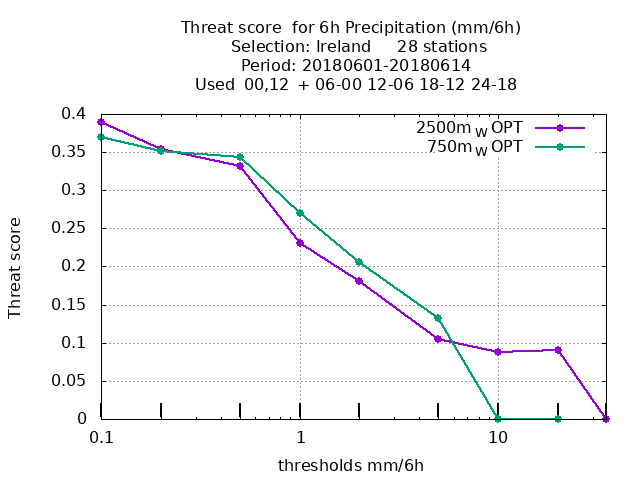 Threat score  for 6h Precipitation (mm/6h)
Selection: Ireland     28 stations
Period: 20180601-20180614
Used  00,12  + 06-00 12-06 18-12 24-18
2500m W OPT
750m W OPT
0.4
0.35
0.3
0.25
0.2
0.15
0.1
0.05
0
Threat score
0.1 1 10
thresholds mm/6h